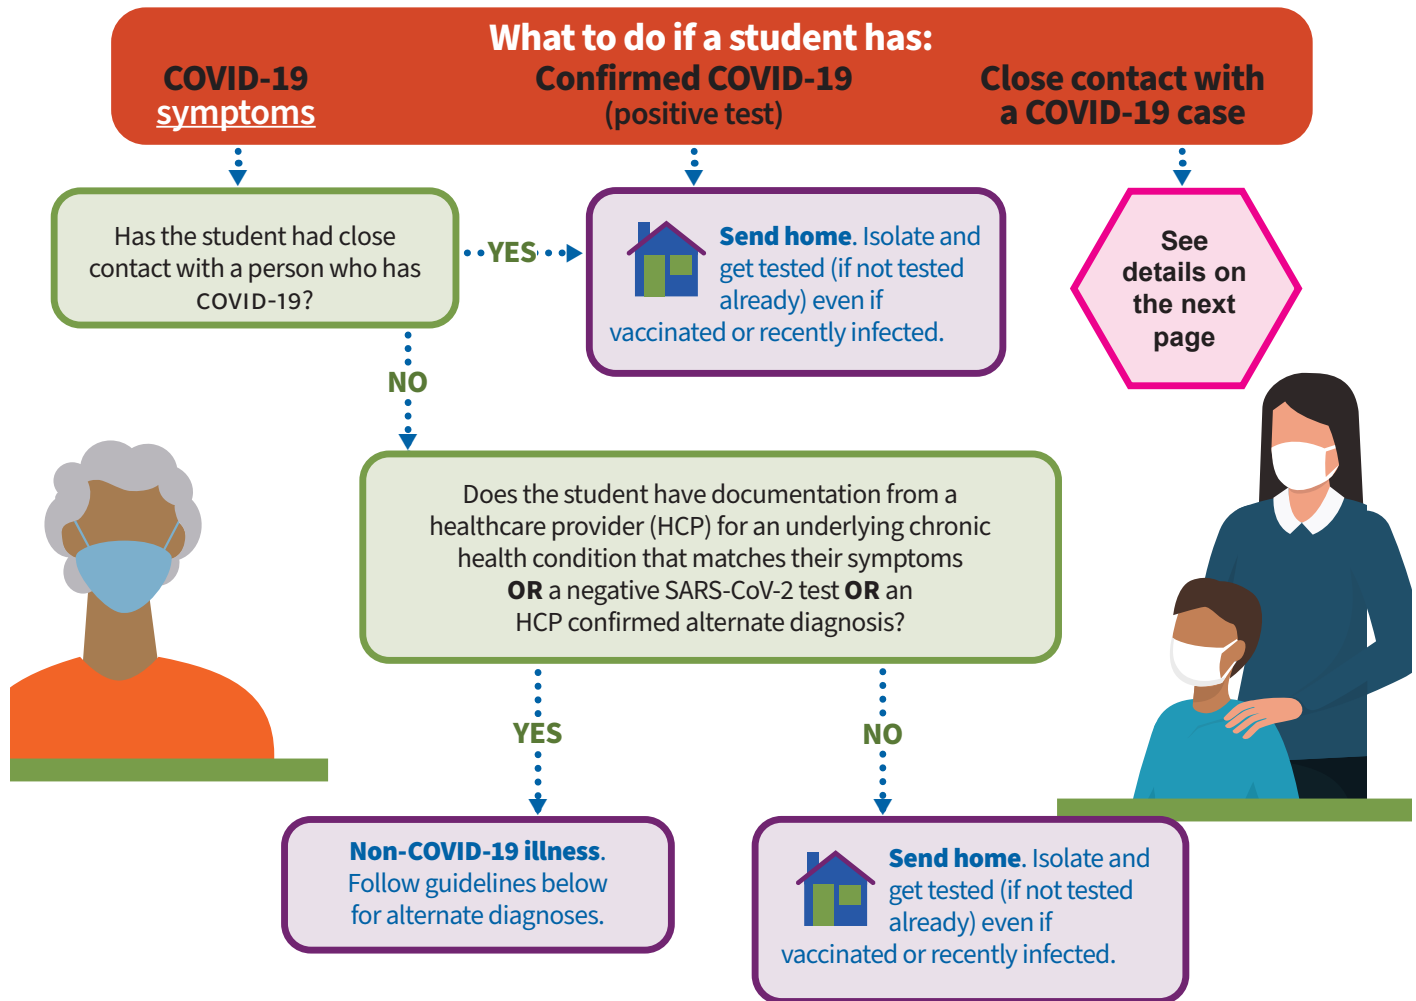 What to do if a student has:
COVID-19
symptoms
Confirmed COVID-19
(positive test)
Close contact with
a COVID-19 case
Has the student had close
contact with a person who has
COVID-19?
YES
Send home. Isolate and
get tested (if not tested
already) even if
vaccinated or recently infected.
See
details on
the next
page
NO
Does the student have documentation from a
healthcare provider (HCP) for an underlying chronic
health condition that matches their symptoms
OR a negative SARS-CoV-2 test OR an
HCP confirmed alternate diagnosis?
YES
NO
Non-COVID-19 illness.
Follow guidelines below
for alternate diagnoses.
Send home. Isolate and
get tested (if not tested
already) even if
vaccinated or recently infected.